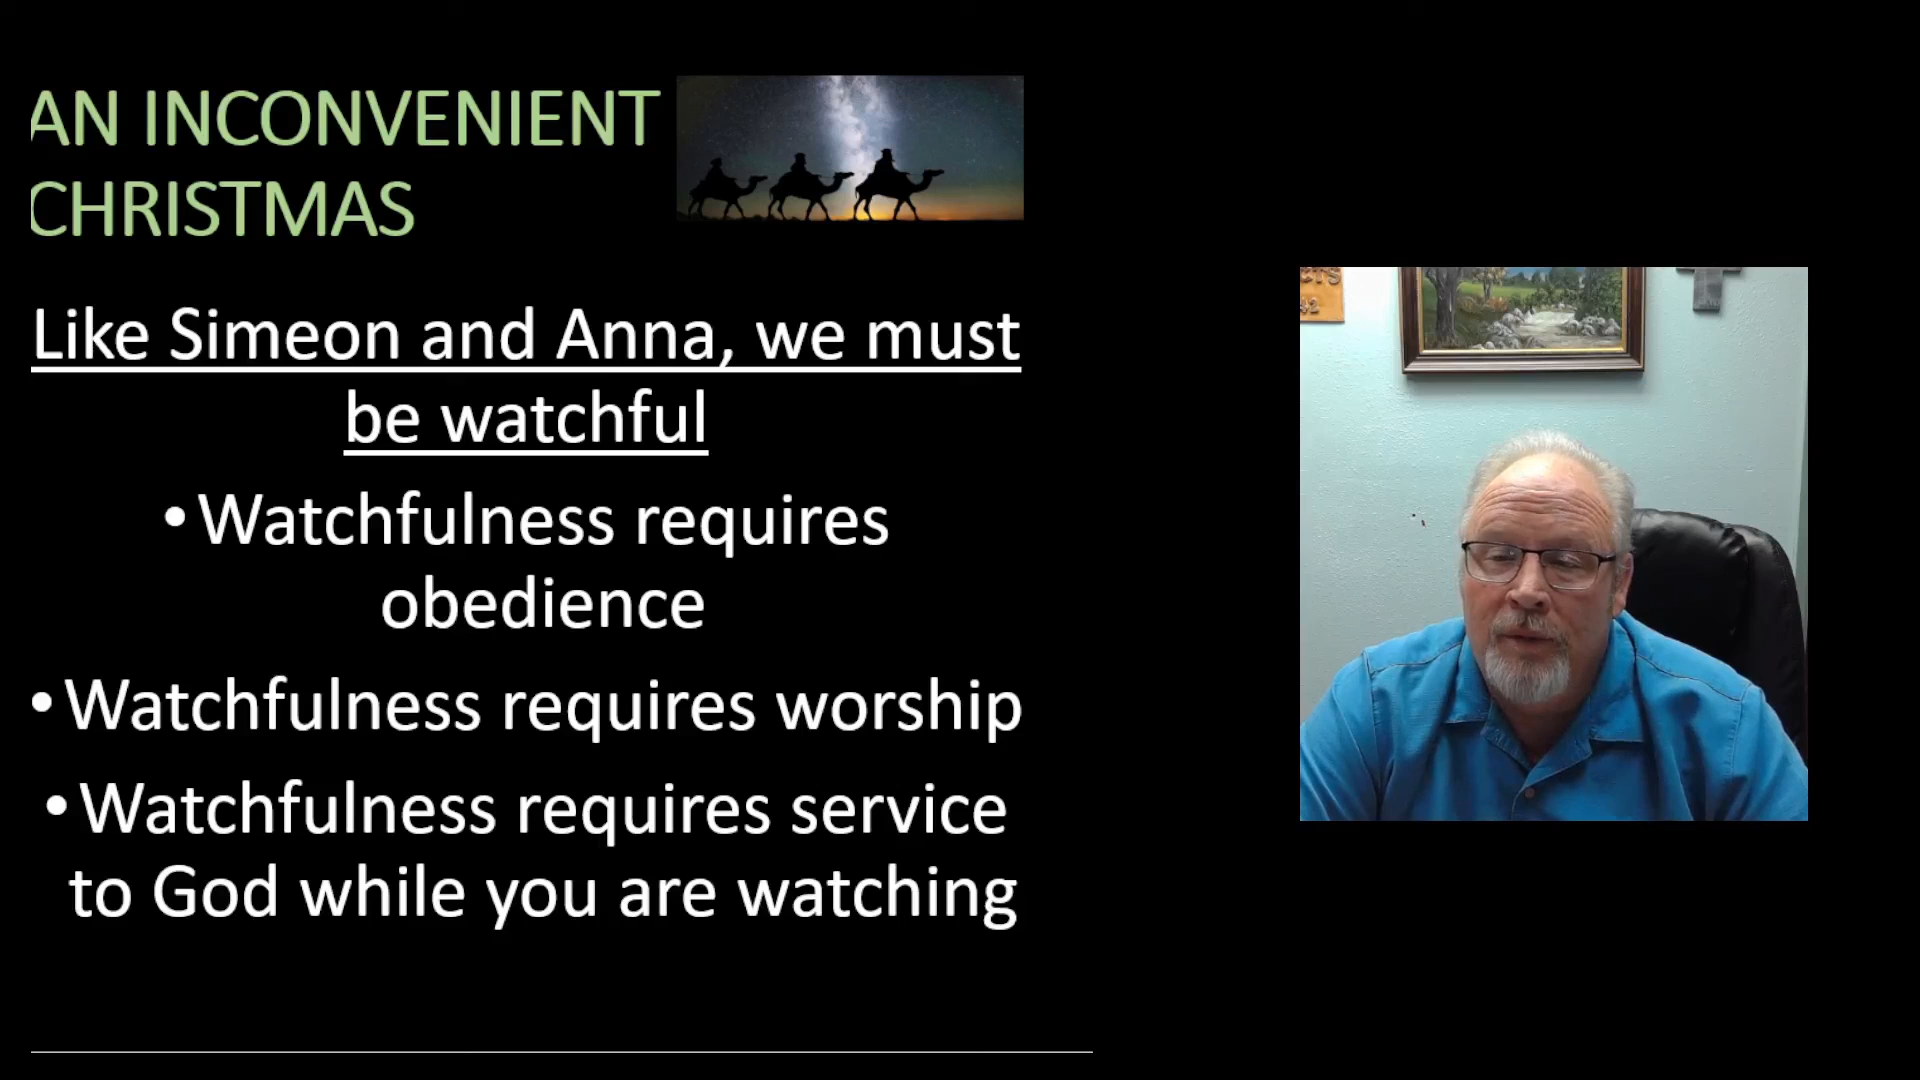 AN INCONVENIENT
CHRISTMAS
Like Simeon and Anna, we must
be watchful
•Watchfulness requires
obedience
•Watchfulness requires worship
•Watchfulness requires service
to God while you are watching